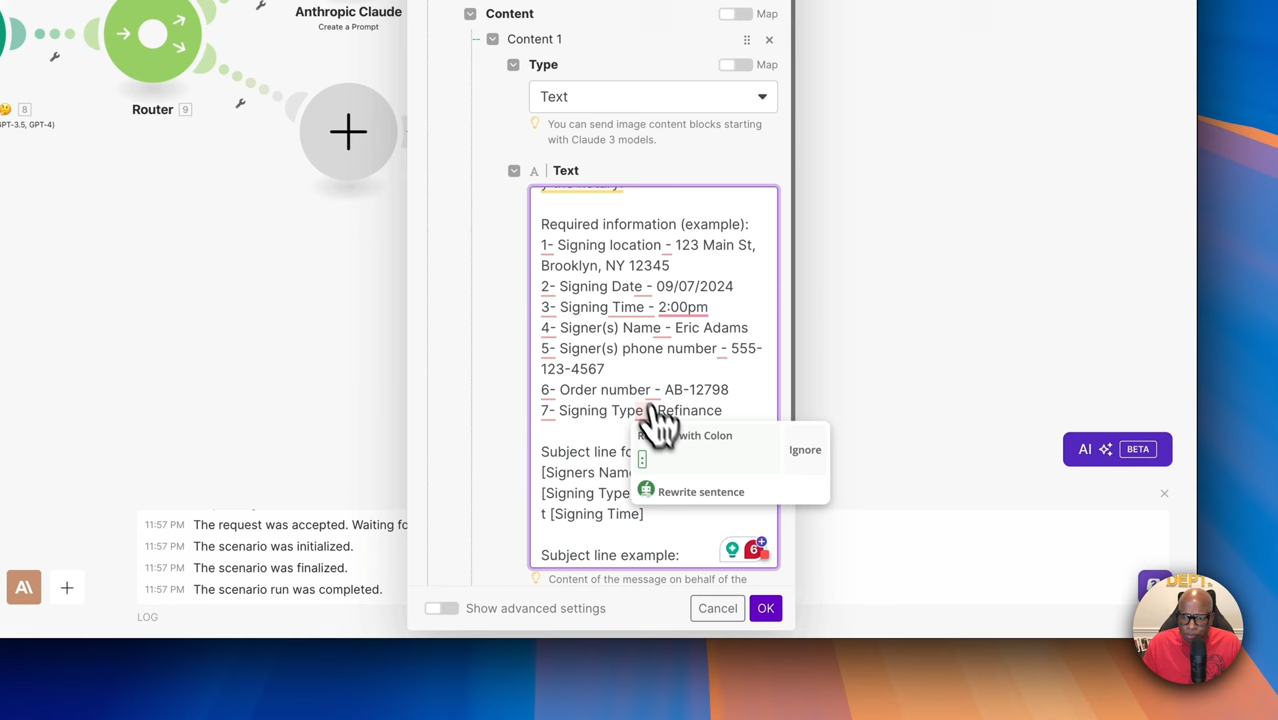 Anthropic Claude
Create a Prompt
Router 9
8
PT-3.5, GPT-4)
Content
Map
Content 1
Type
Map
Text
You can send image content blocks starting
with Claude 3 models.
A Text
Required information (example):
1- Signing location - 123 Main St,
Brooklyn, NY 12345
2- Signing Date - 09/07/2024
3- Signing Time - 2:00pm
4- Signer(s) Name - Eric Adams
5- Signer(s) phone number - 555-
123-4567
6- Order number - AB-12798
7- Signing Type Refinance
with Colon
:
Ignore
Rewrite sentence
Subject line
[Signers Name
[Signing Type
t [Signing Time]
Subject line example:
6
Content of the message on behalf of the
Show advanced settings
Cancel
OK
AI BETA
11:57 PM The request was accepted. Waiting fo
11:57 PM The scenario was initialized.
11:57 PM The scenario was finalized.
11:57 PM The scenario run was completed.
LOG
A\